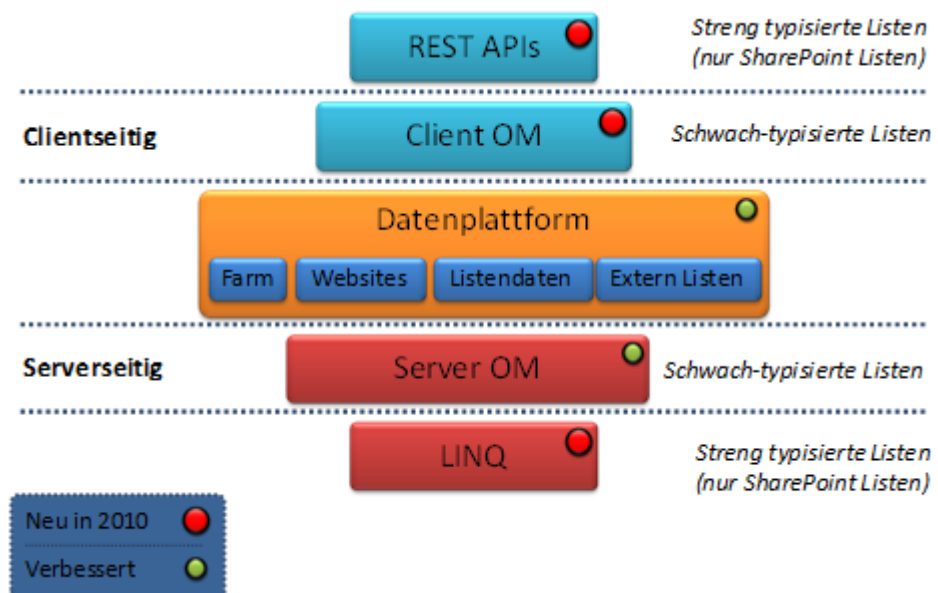 REST APIs
Streng typisierte Listen
(nur SharePoint Listen)
Clientseitig
Client OM
Schwach-typisierte Listen
Datenplattform
Farm
Websites
Listendaten
Extern Listen
Serverseitig
Server OM
Schwach-typisierte Listen
LINQ
Streng typisierte Listen
(nur SharePoint Listen)
Neu in 2010
Verbessert